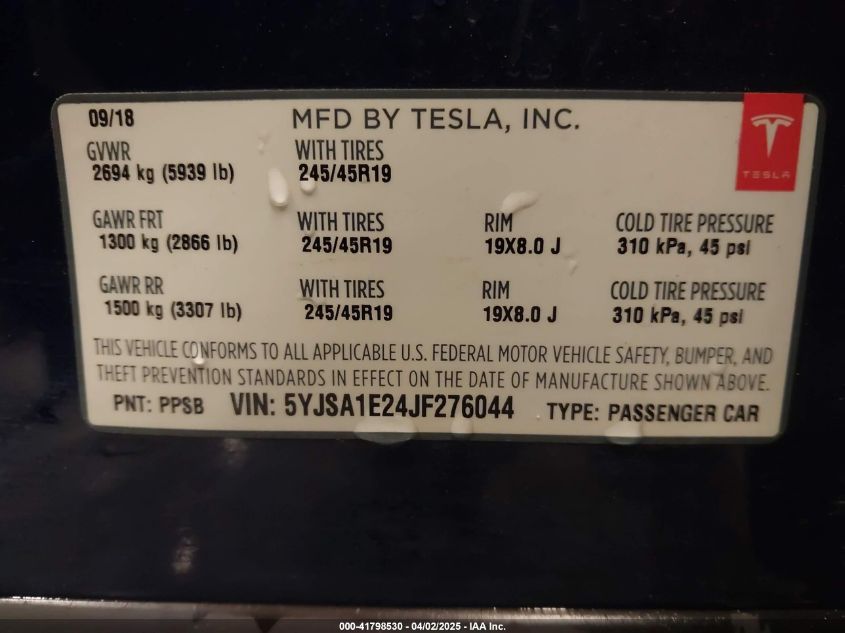 09/18 MFD BY TESLA, INC.
TESLA
GVWR WITH TIRES
2694 kg (5939 lb) 245/45R19
GAWR FRT WITH TIRES RIM COLD TIRE PRESSURE
1300 kg (2866 lb) 245/45R19 19X8.0 J 310 kPa, 45 psi
GAWR RR WITH TIRES RIM COLD TIRE PRESSURE
1500 kg (3307 lb) 245/45R19 19X8.0 J 310 kPa, 45 psi
THIS VEHICLE CONFORMS TO ALL APPLICABLE U.S. FEDERAL MOTOR VEHICLE SAFETY, BUMPER, AND
THEFT PREVENTION STANDARDS IN EFFECT ON THE DATE OF MANUFACTURE SHOWN ABOVE.
PNT: PPSB VIN: 5YJSA1E24JF276044 TYPE: PASSENGER CAR
000-41798530 - 04/02/2025 - IAA Inc.